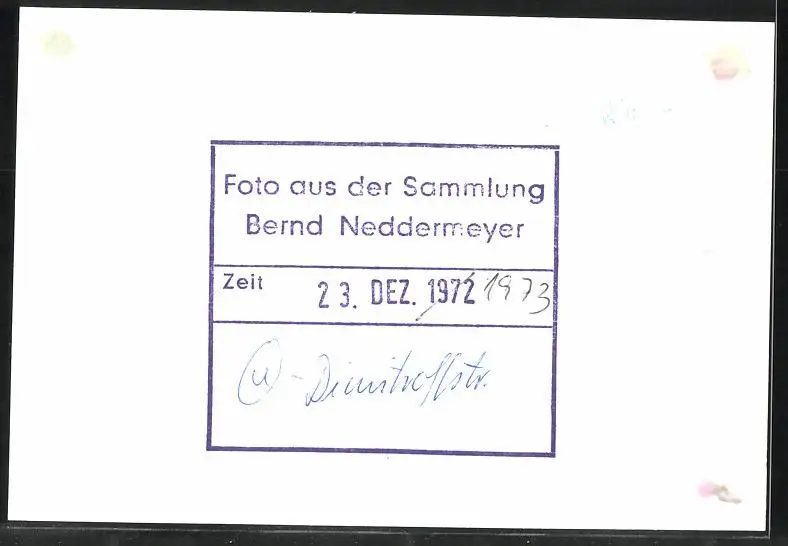 Foto aus der Sammlung
Bernd Neddermeyer
Zeit 23. DEZ. 1972 1973
(U) - Dimitroffstr.